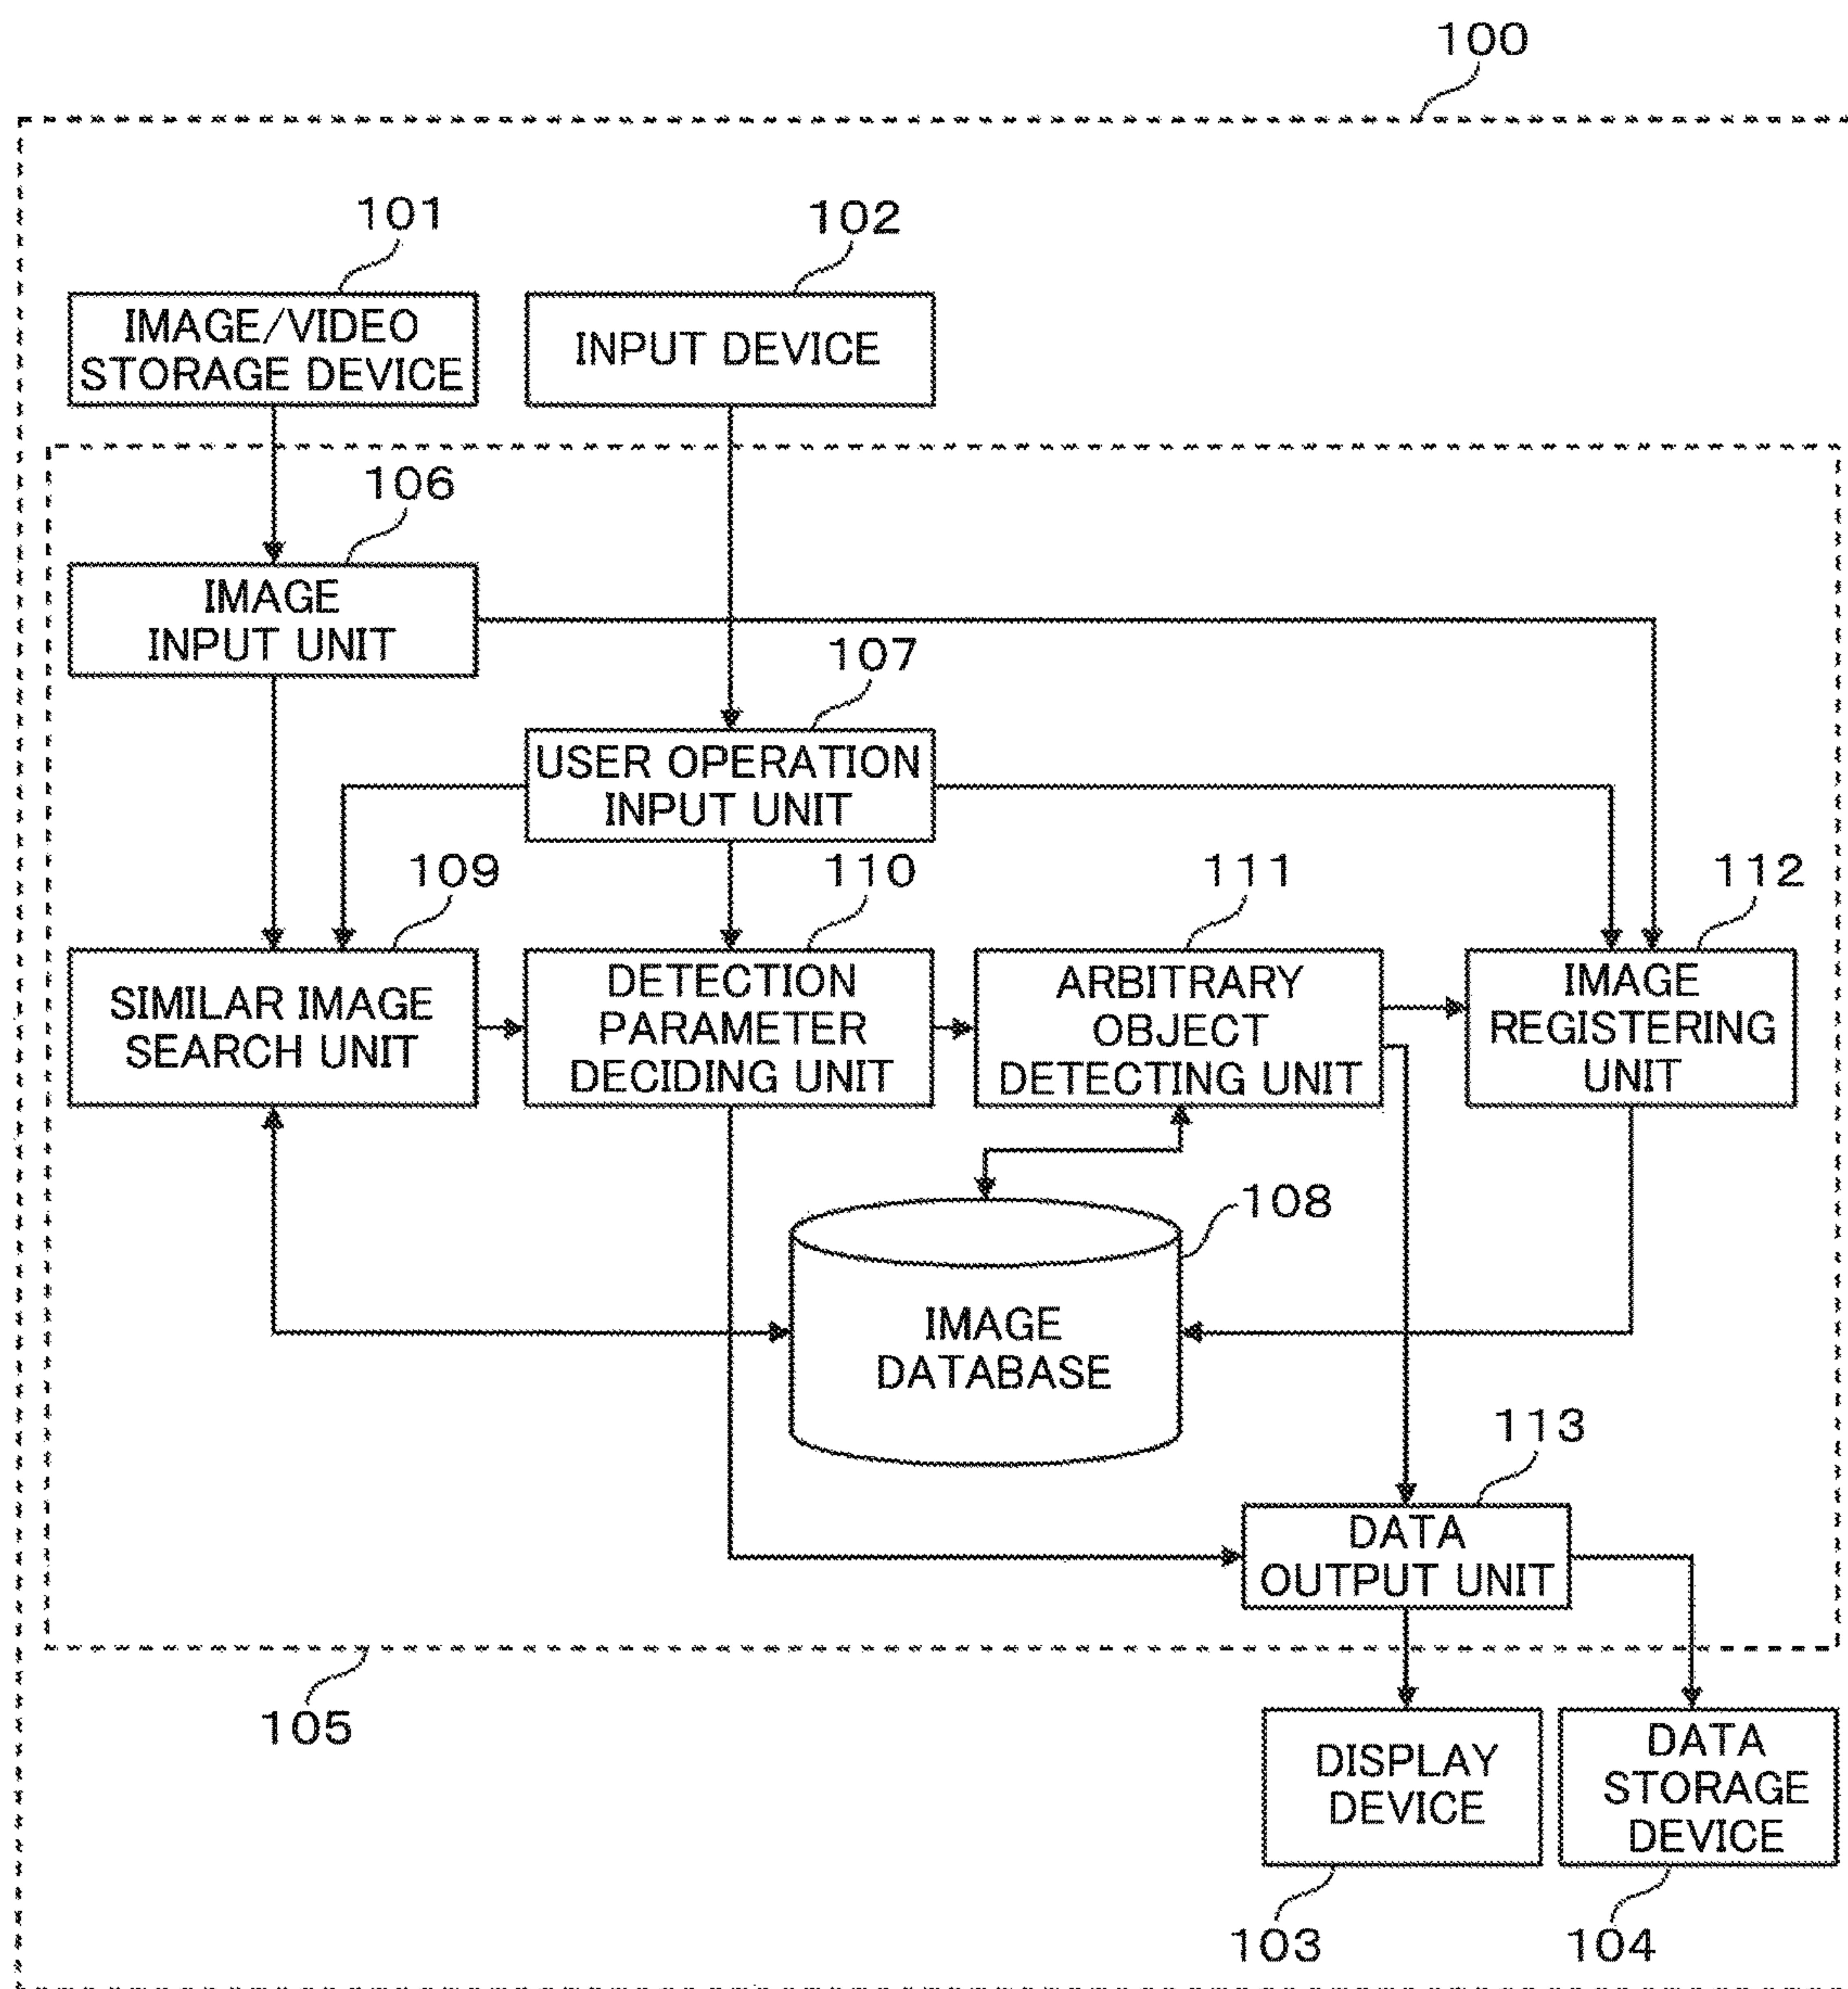 100
101
102
IMAGE/VIDEO
STORAGE DEVICE
INPUT DEVICE
106
IMAGE
INPUT UNIT
107
USER OPERATION
INPUT UNIT
109
110
111
112
SIMILAR IMAGE
SEARCH UNIT
DETECTION
PARAMETER
DECIDING UNIT
ARBITRARY
OBJECT
DETECTING UNIT
IMAGE
REGISTERING
UNIT
108
IMAGE
DATABASE
113
DATA
OUTPUT UNIT
105
DISPLAY
DEVICE
DATA
STORAGE
DEVICE
103
104